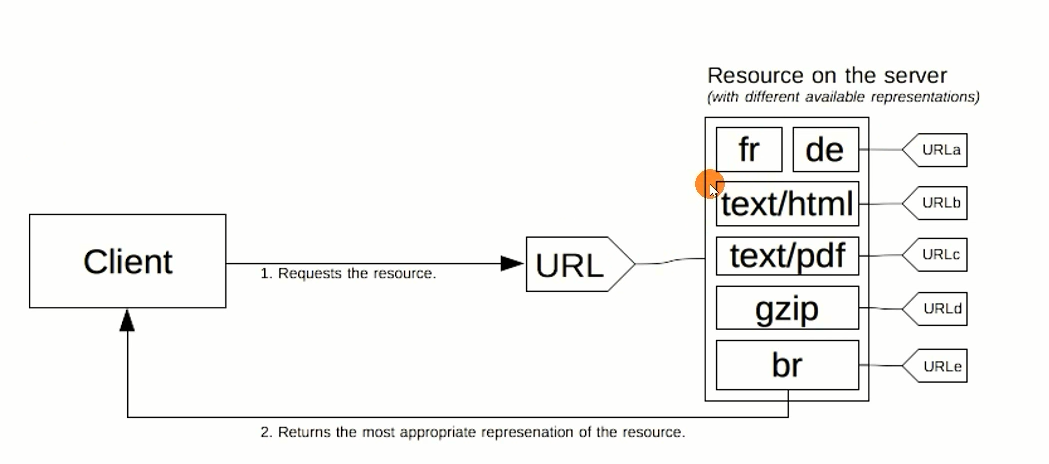 Resource on the server
(with different available representations)
fr de URLa
text/html URLb
Client
1. Requests the resource.
URL
text/pdf URLc
gzip URLd
br URLe
2. Returns the most appropriate represenation of the resource.